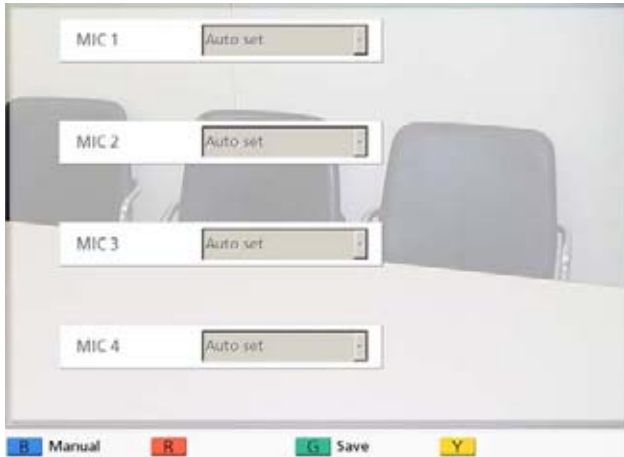 MIC 1 Auto set
MIC 2 Auto set
MIC 3 Auto set
MIC 4 Auto set
B Manual R G Save Y